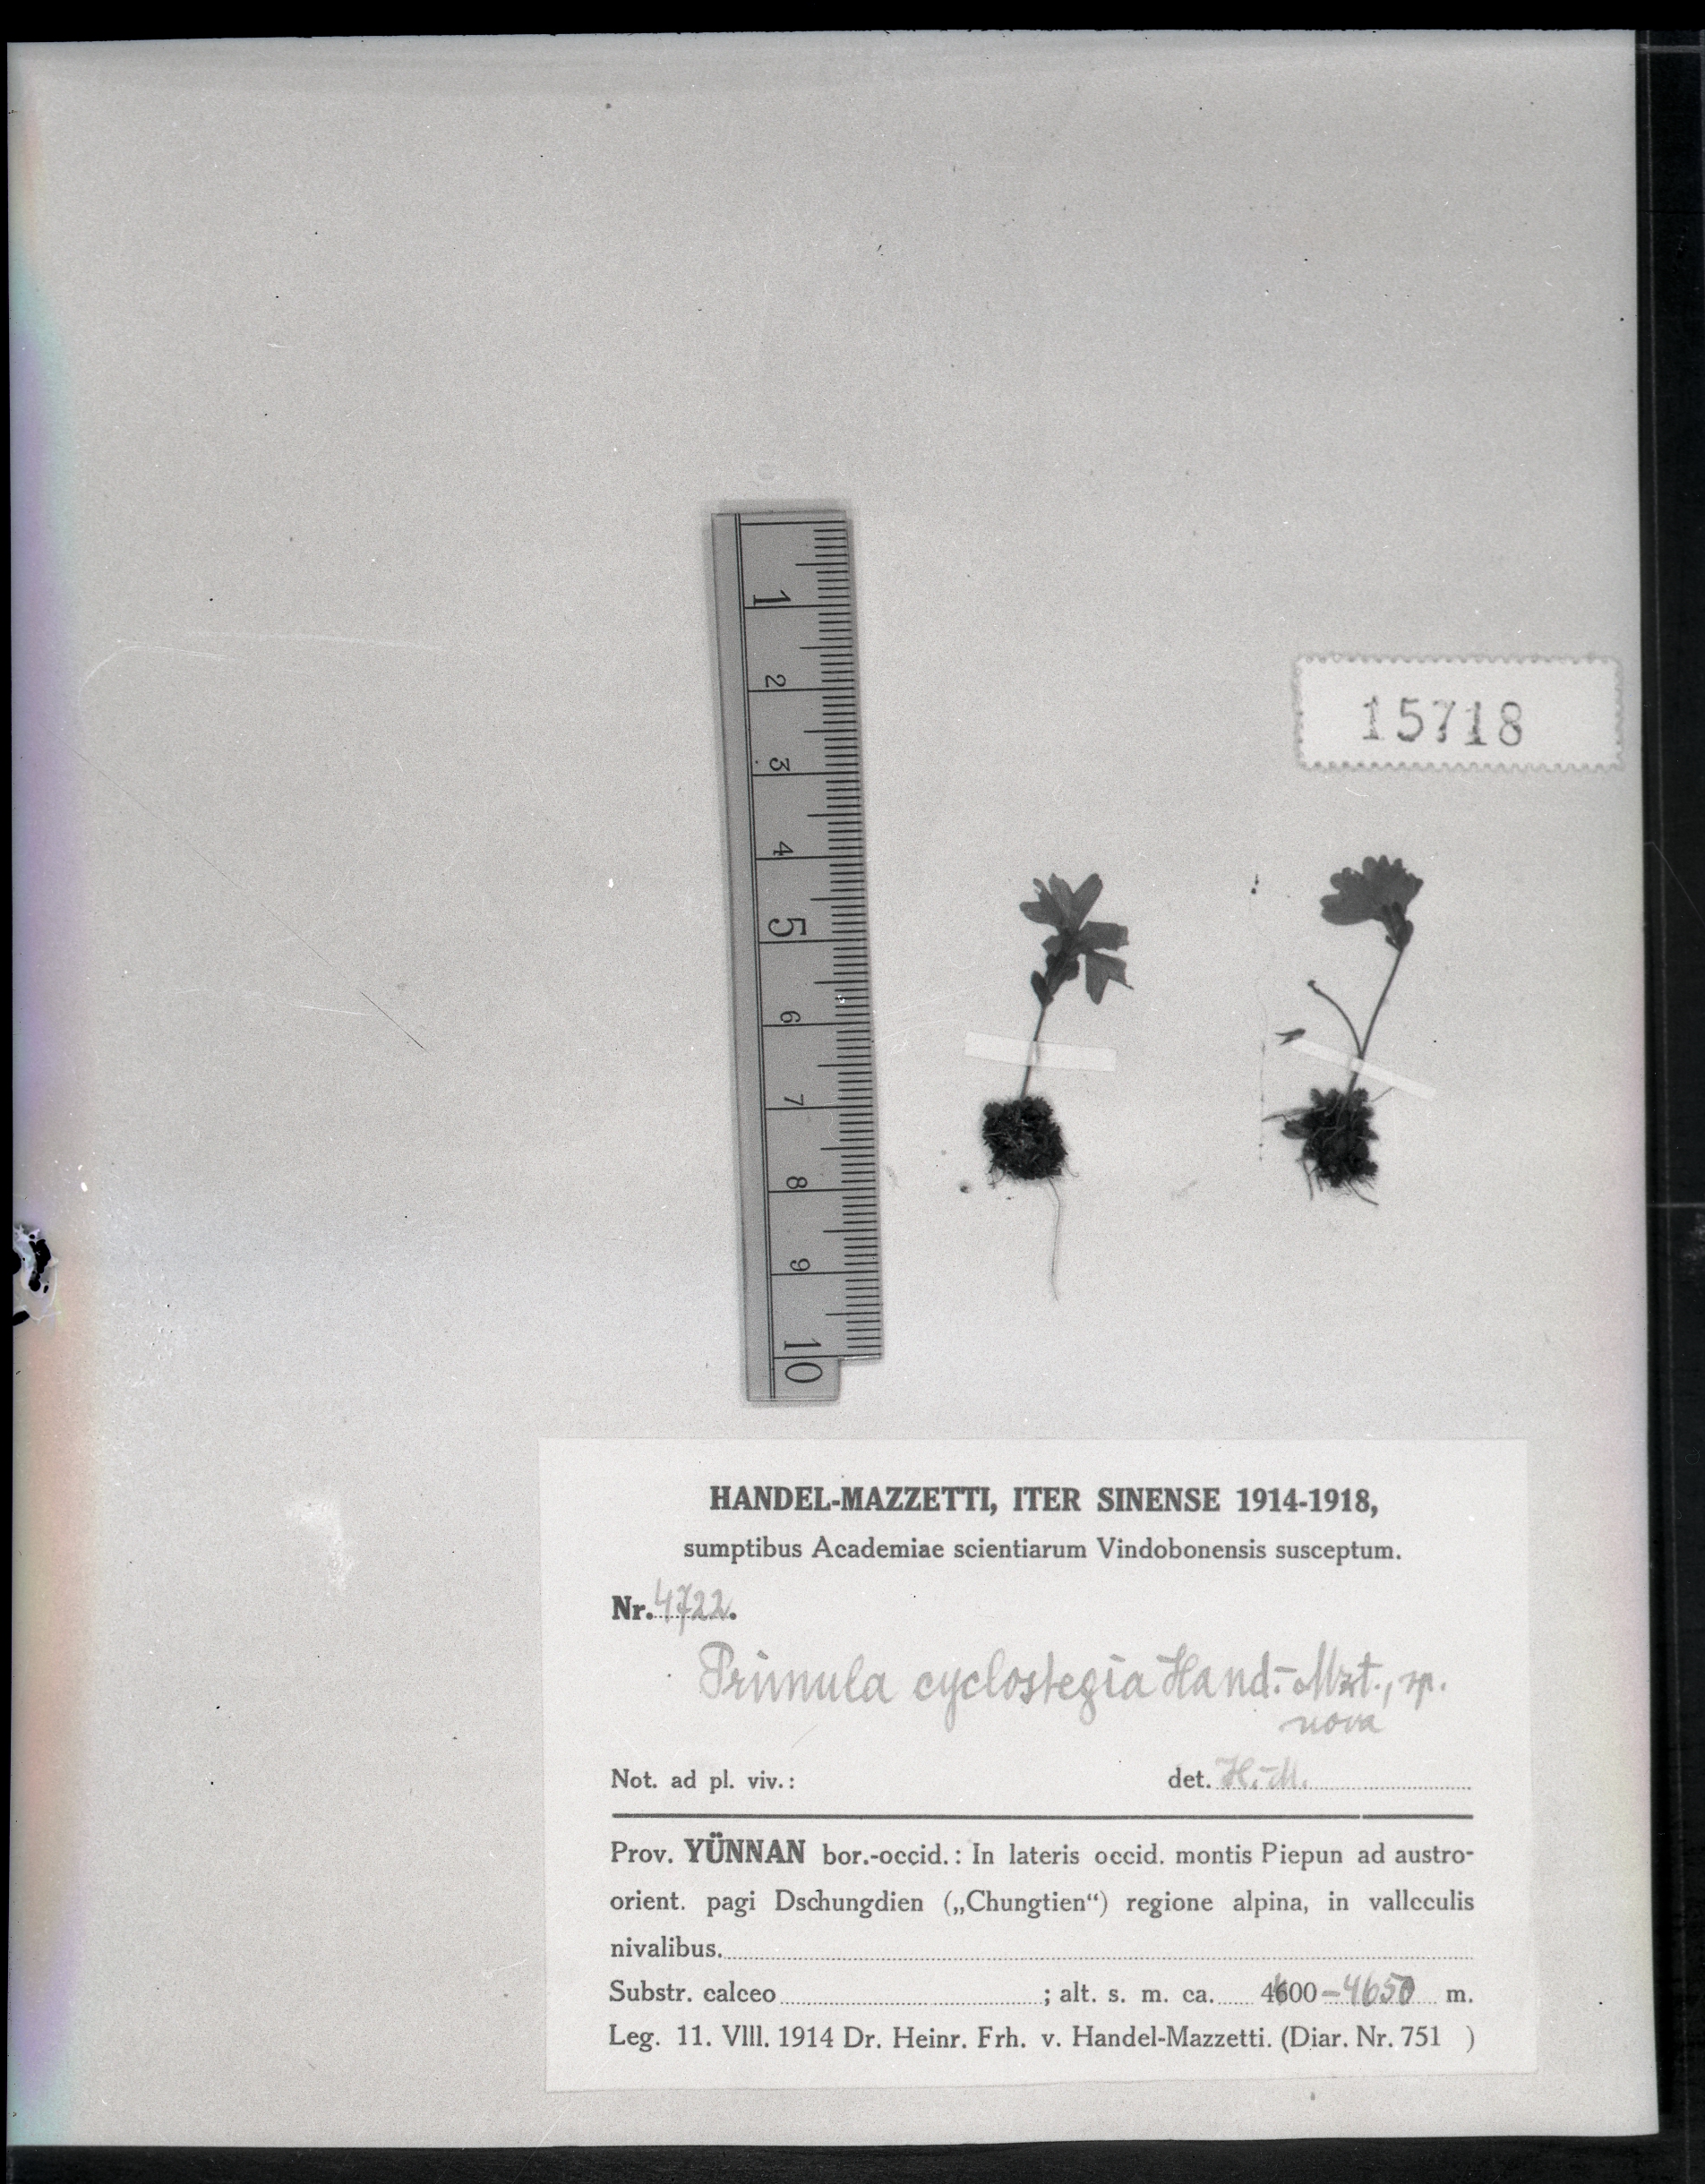 1
2
3
4
5
6
7
8
9
10
15718
HANDEL-MAZZETTI, ITER SINENSE 1914-1918,
sumptibus Academiae scientiarum Vindobonensis susceptum.
Nr. 4722.
Primula cyclostegia Hand.-Mzt., sp.
nova
Not. ad pl. viv.: det. H.-M.
Prov. YÜNNAN bor.-occid.: In lateris occid. montis Piepun ad austro-
orient. pagi Dschungdien („Chungtien“) regione alpina, in valleculis
nivalibus.
Substr. calceo ; alt. s. m. ca. 4600-4650 m.
Leg. 11. VIII. 1914 Dr. Heinr. Frh. v. Handel-Mazzetti. (Diar. Nr. 751 )